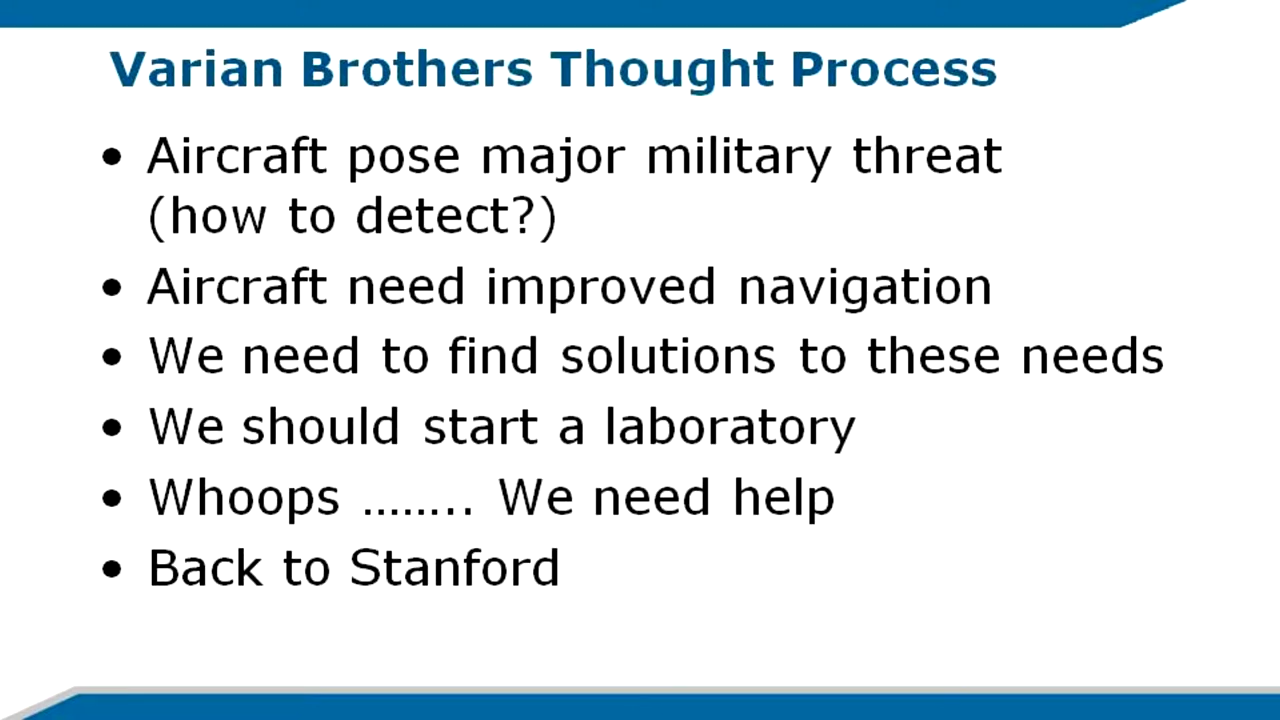 Varian Brothers Thought Process
• Aircraft pose major military threat
(how to detect?)
• Aircraft need improved navigation
• We need to find solutions to these needs
• We should start a laboratory
• Whoops …….. We need help
• Back to Stanford